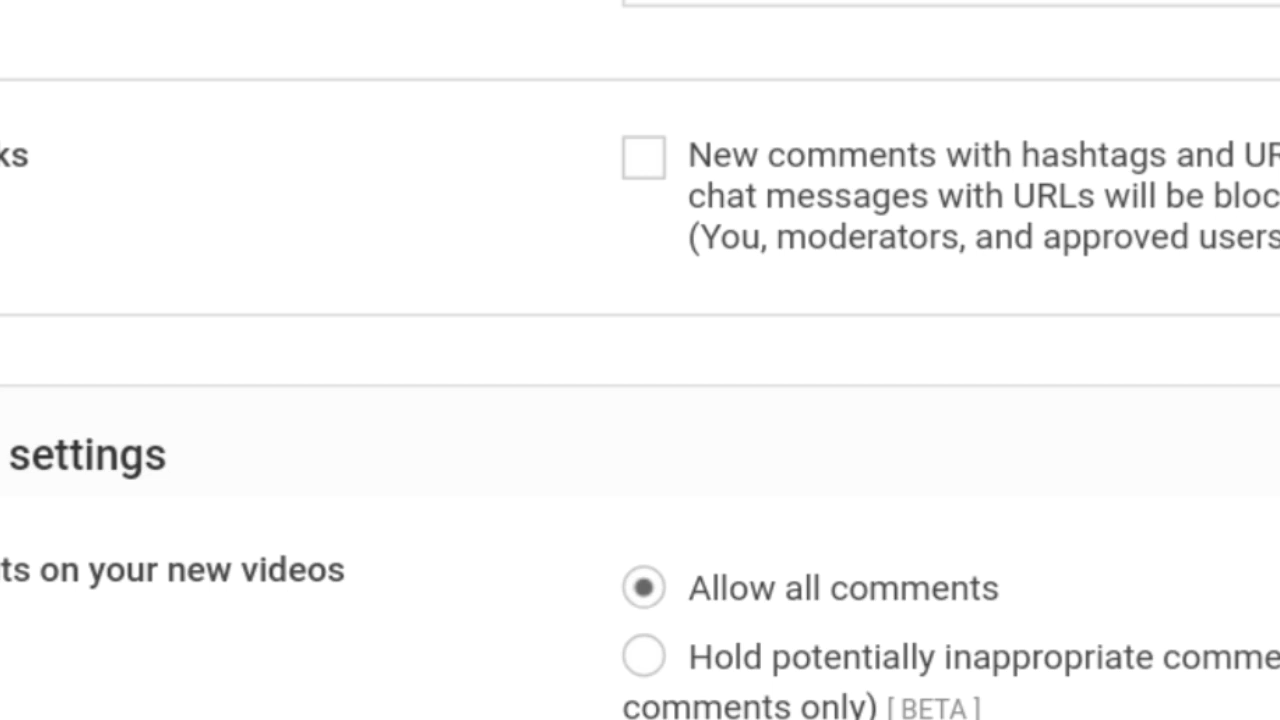 ks
New comments with hashtags and UR
chat messages with URLs will be bloc
(You, moderators, and approved users
settings
ts on your new videos
Allow all comments
Hold potentially inappropriate comme
comments only) [ BETA ]